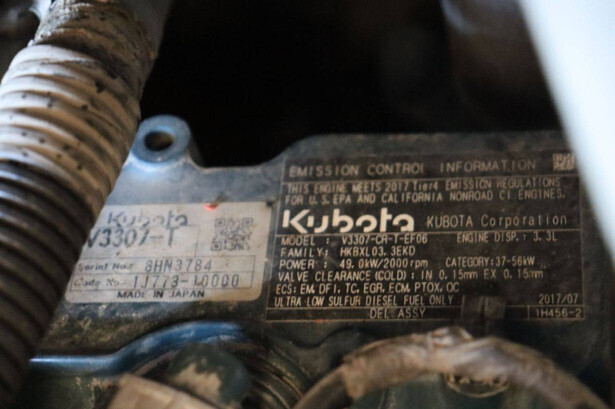 Kubota
V3307-T
Serial No. 8HN3784
Code No. 1J773-L0000
MADE IN JAPAN
EMISSION CONTROL INFORMATION
THIS ENGINE MEETS 2017 Tier4 EMISSION REGULATIONS
FOR U.S. EPA AND CALIFORNIA NONROAD CI ENGINES.
Kubota KUBOTA Corporation
MODEL : V3307-CR-T-EF06 ENGINE DISP.: 3.3L
FAMILY: HKBXL03.3EKD
POWER : 49.0kW/2000rpm CATEGORY:37-56kW
VALVE CLEARANCE (COLD): IN 0.15mm EX 0.15mm
ECS: EM, DFI, TC, EGR, ECM, PTOX, OC
ULTRA LOW SULFUR DIESEL FUEL ONLY 2017/07
DEL ASSY 1H456-2